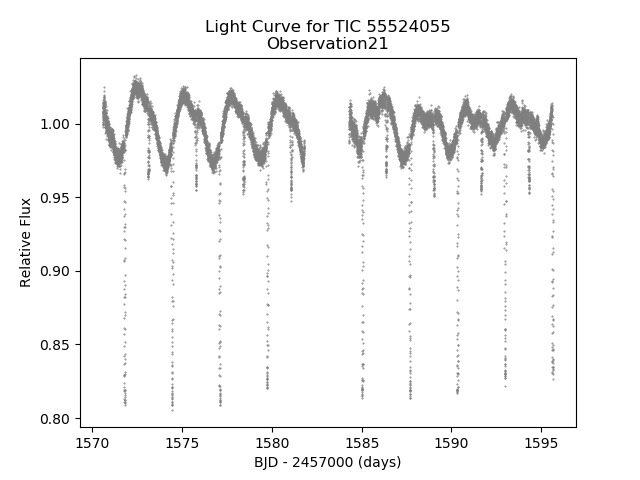 Light Curve for TIC 55524055
Observation21
1.00
0.95
0.90
0.85
0.80
Relative Flux
1570
1575
1580
1585
1590
1595
BJD - 2457000 (days)